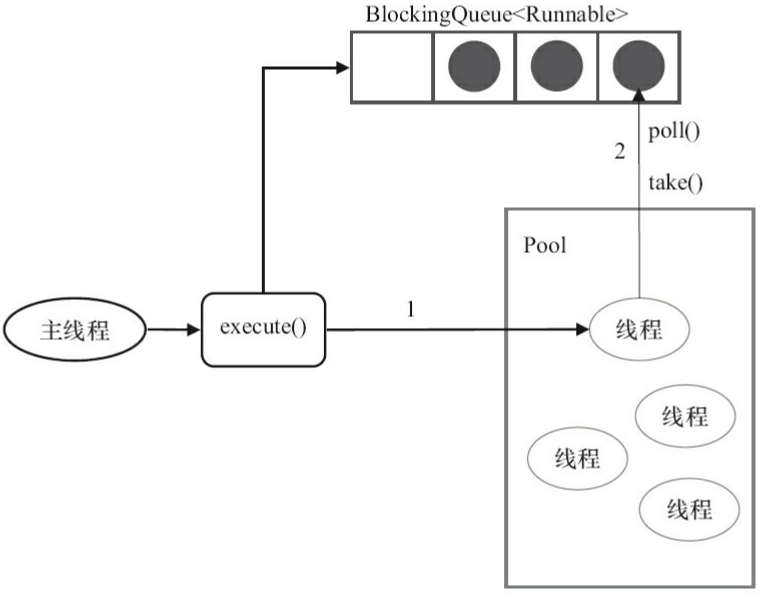 BlockingQueue<Runnable>
poll()
2
take()
Pool
主线程
execute()
1
线程
线程
线程
线程